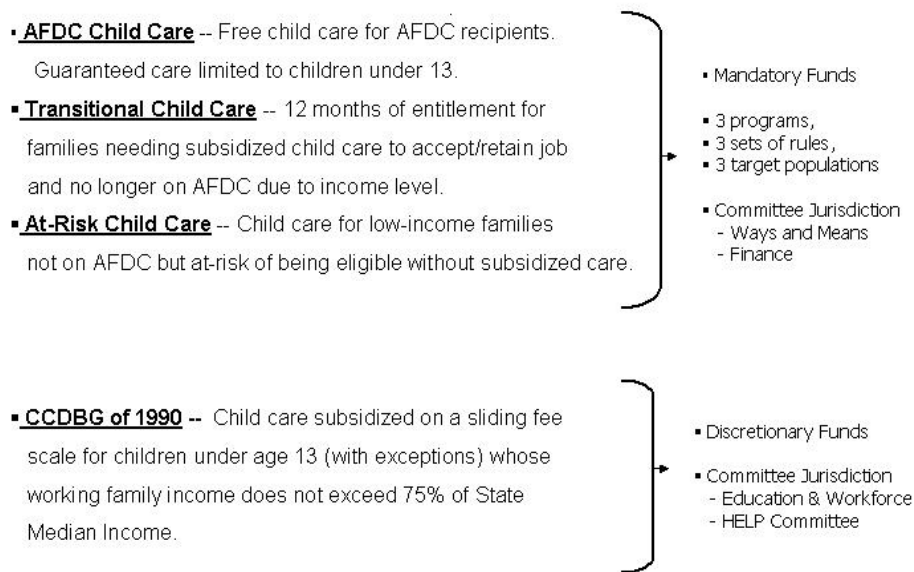 ▪ AFDC Child Care -- Free child care for AFDC recipients.
Guaranteed care limited to children under 13.
▪ Transitional Child Care -- 12 months of entitlement for
families needing subsidized child care to accept/retain job
and no longer on AFDC due to income level.
▪ At-Risk Child Care -- Child care for low-income families
not on AFDC but at-risk of being eligible without subsidized care.
▪ Mandatory Funds
▪ 3 programs,
▪ 3 sets of rules,
▪ 3 target populations
▪ Committee Jurisdiction
- Ways and Means
- Finance
▪ CCDBG of 1990 -- Child care subsidized on a sliding fee
scale for children under age 13 (with exceptions) whose
working family income does not exceed 75% of State
Median Income.
▪ Discretionary Funds
▪ Committee Jurisdiction
- Education & Workforce
- HELP Committee